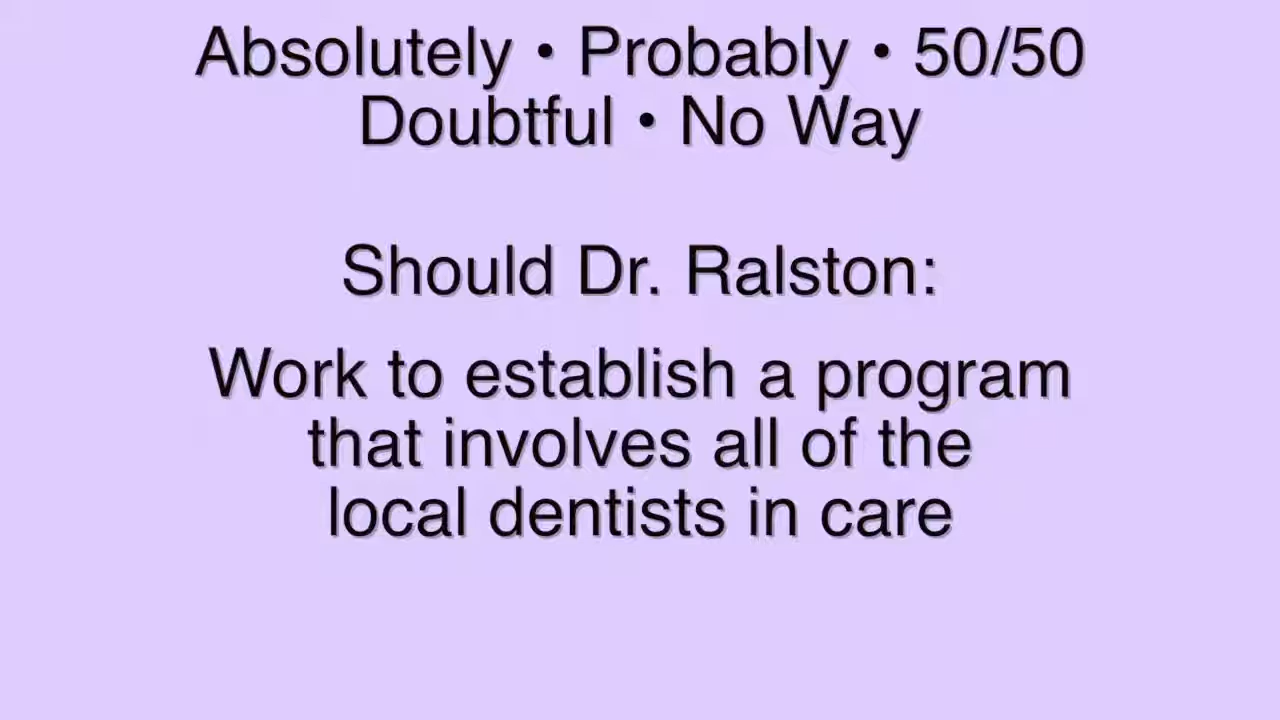 Absolutely • Probably • 50/50
Doubtful • No Way
Should Dr. Ralston:
Work to establish a program
that involves all of the
local dentists in care